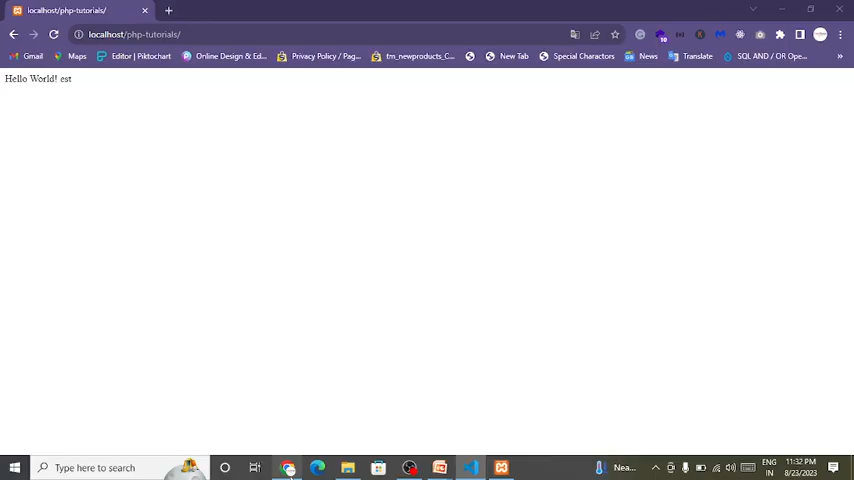 localhost/php-tutorials/
localhost/php-tutorials/
Gmail Maps Editor | Piktochart Online Design & Ed... Privacy Policy / Pag... tm_newproducts_C... New Tab Special Characters News Translate SQL AND / OR Ope... »
Hello World! est
Type here to search
Nea...
ENG
IN
11:32 PM
8/23/2023